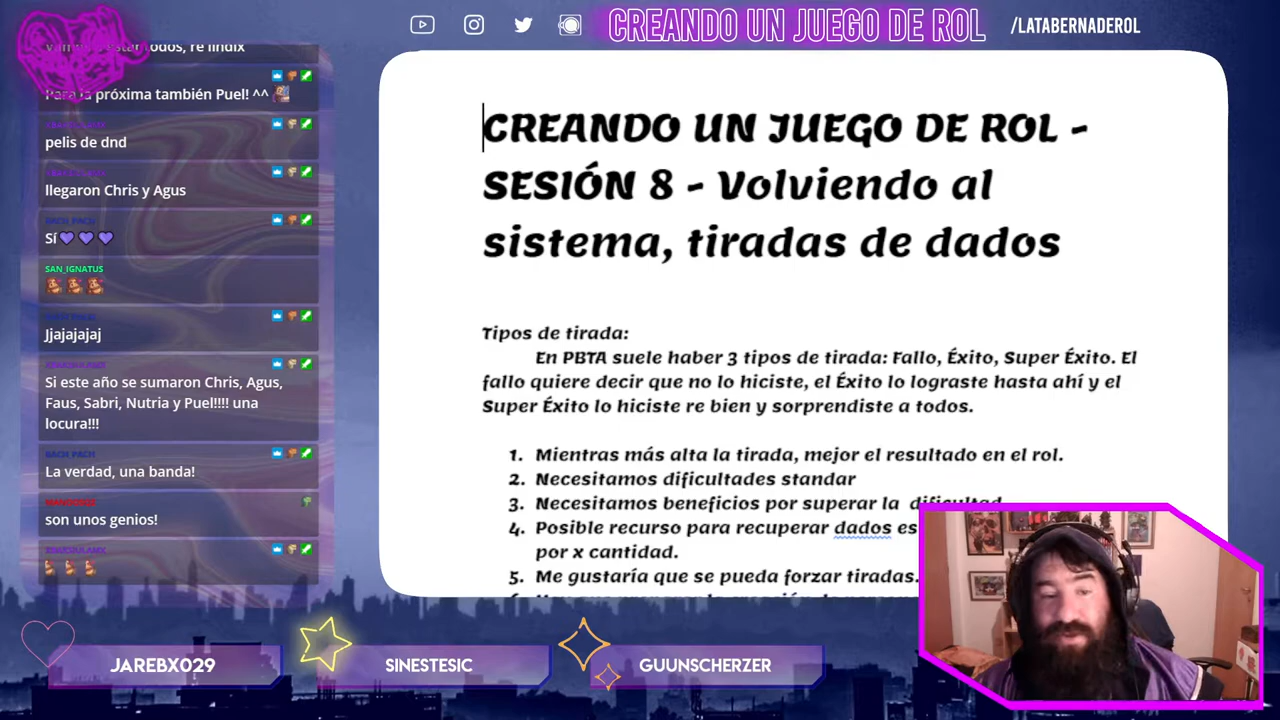 CREANDO UN JUEGO DE ROL
/LATABERNADEROL
Para la próxima también Puel! ^^
pelis de dnd
llegaron Chris y Agus
Sí
SAN_IGNATUS
Jjajajajaj
Si este año se sumaron Chris, Agus,
Faus, Sabri, Nutria y Puel!!!! una
locura!!!
La verdad, una banda!
son unos genios!
CREANDO UN JUEGO DE ROL -
SESIÓN 8 - Volviendo al
sistema, tiradas de dados
Tipos de tirada:
En PBTA suele haber 3 tipos de tirada: Fallo, Éxito, Super Éxito. El
fallo quiere decir que no lo hiciste, el Éxito lo lograste hasta ahí y el
Super Éxito lo hiciste re bien y sorprendiste a todos.
1. Mientras más alta la tirada, mejor el resultado en el rol.
2. Necesitamos dificultades standar
3. Necesitamos beneficios por superar la dificultad
4. Posible recurso para recuperar dados es
por x cantidad.
5. Me gustaría que se pueda forzar tiradas.
JAREBX029
SINESTESIC
GUUNSCHERZER